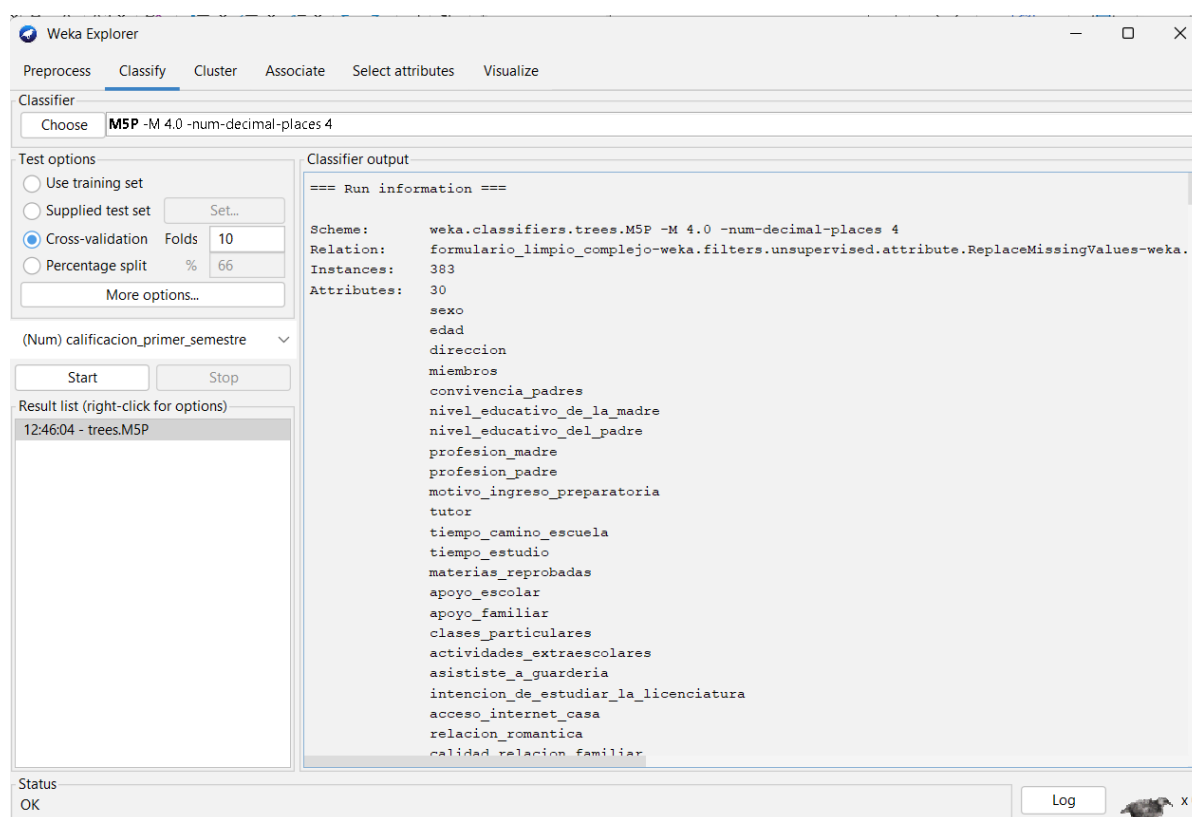 Weka Explorer
Preprocess Classify Cluster Associate Select attributes Visualize
Classifier
Choose M5P -M 4.0 -num-decimal-places 4
Test options
Use training set
Supplied test set Set...
Cross-validation Folds 10
Percentage split % 66
More options...
(Num) calificacion_primer_semestre
Start Stop
Result list (right-click for options)
12:46:04 - trees.M5P
Classifier output
=== Run information ===
Scheme: weka.classifiers.trees.M5P -M 4.0 -num-decimal-places 4
Relation: formulario_limpio_complejo-weka.filters.unsupervised.attribute.ReplaceMissingValues-weka.
Instances: 383
Attributes: 30
sexo
edad
direccion
miembros
convivencia_padres
nivel_educativo_de_la_madre
nivel_educativo_del_padre
profesion_madre
profesion_padre
motivo_ingreso_preparatoria
tutor
tiempo_camino_escuela
tiempo_estudio
materias_reprobadas
apoyo_escolar
apoyo_familiar
clases_particulares
actividades_extraescolares
asististe_a_guarderia
intencion_de_estudiar_la_licenciatura
acceso_internet_casa
relacion_romantica
calidad_relacion_familiar
Status
OK
Log
x